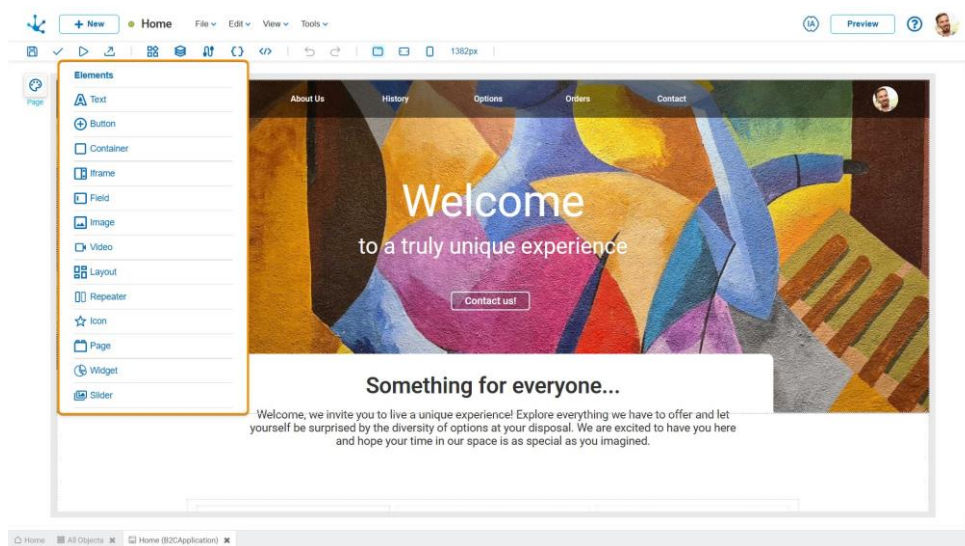 + New
Home
File
Edit
View
Tools
IA
Preview
?
1382px
Page
Elements
Text
Button
Container
Iframe
Field
Image
Video
Layout
Repeater
Icon
Page
Widget
Slider
About Us
History
Options
Orders
Contact
Welcome
to a truly unique experience
Contact us!
Something for everyone...
Welcome, we invite you to live a unique experience! Explore everything we have to offer and let
yourself be surprised by the diversity of options at your disposal. We are excited to have you here
and hope your time in our space is as special as you imagined.
Home
All Objects
Home (B2CApplication)